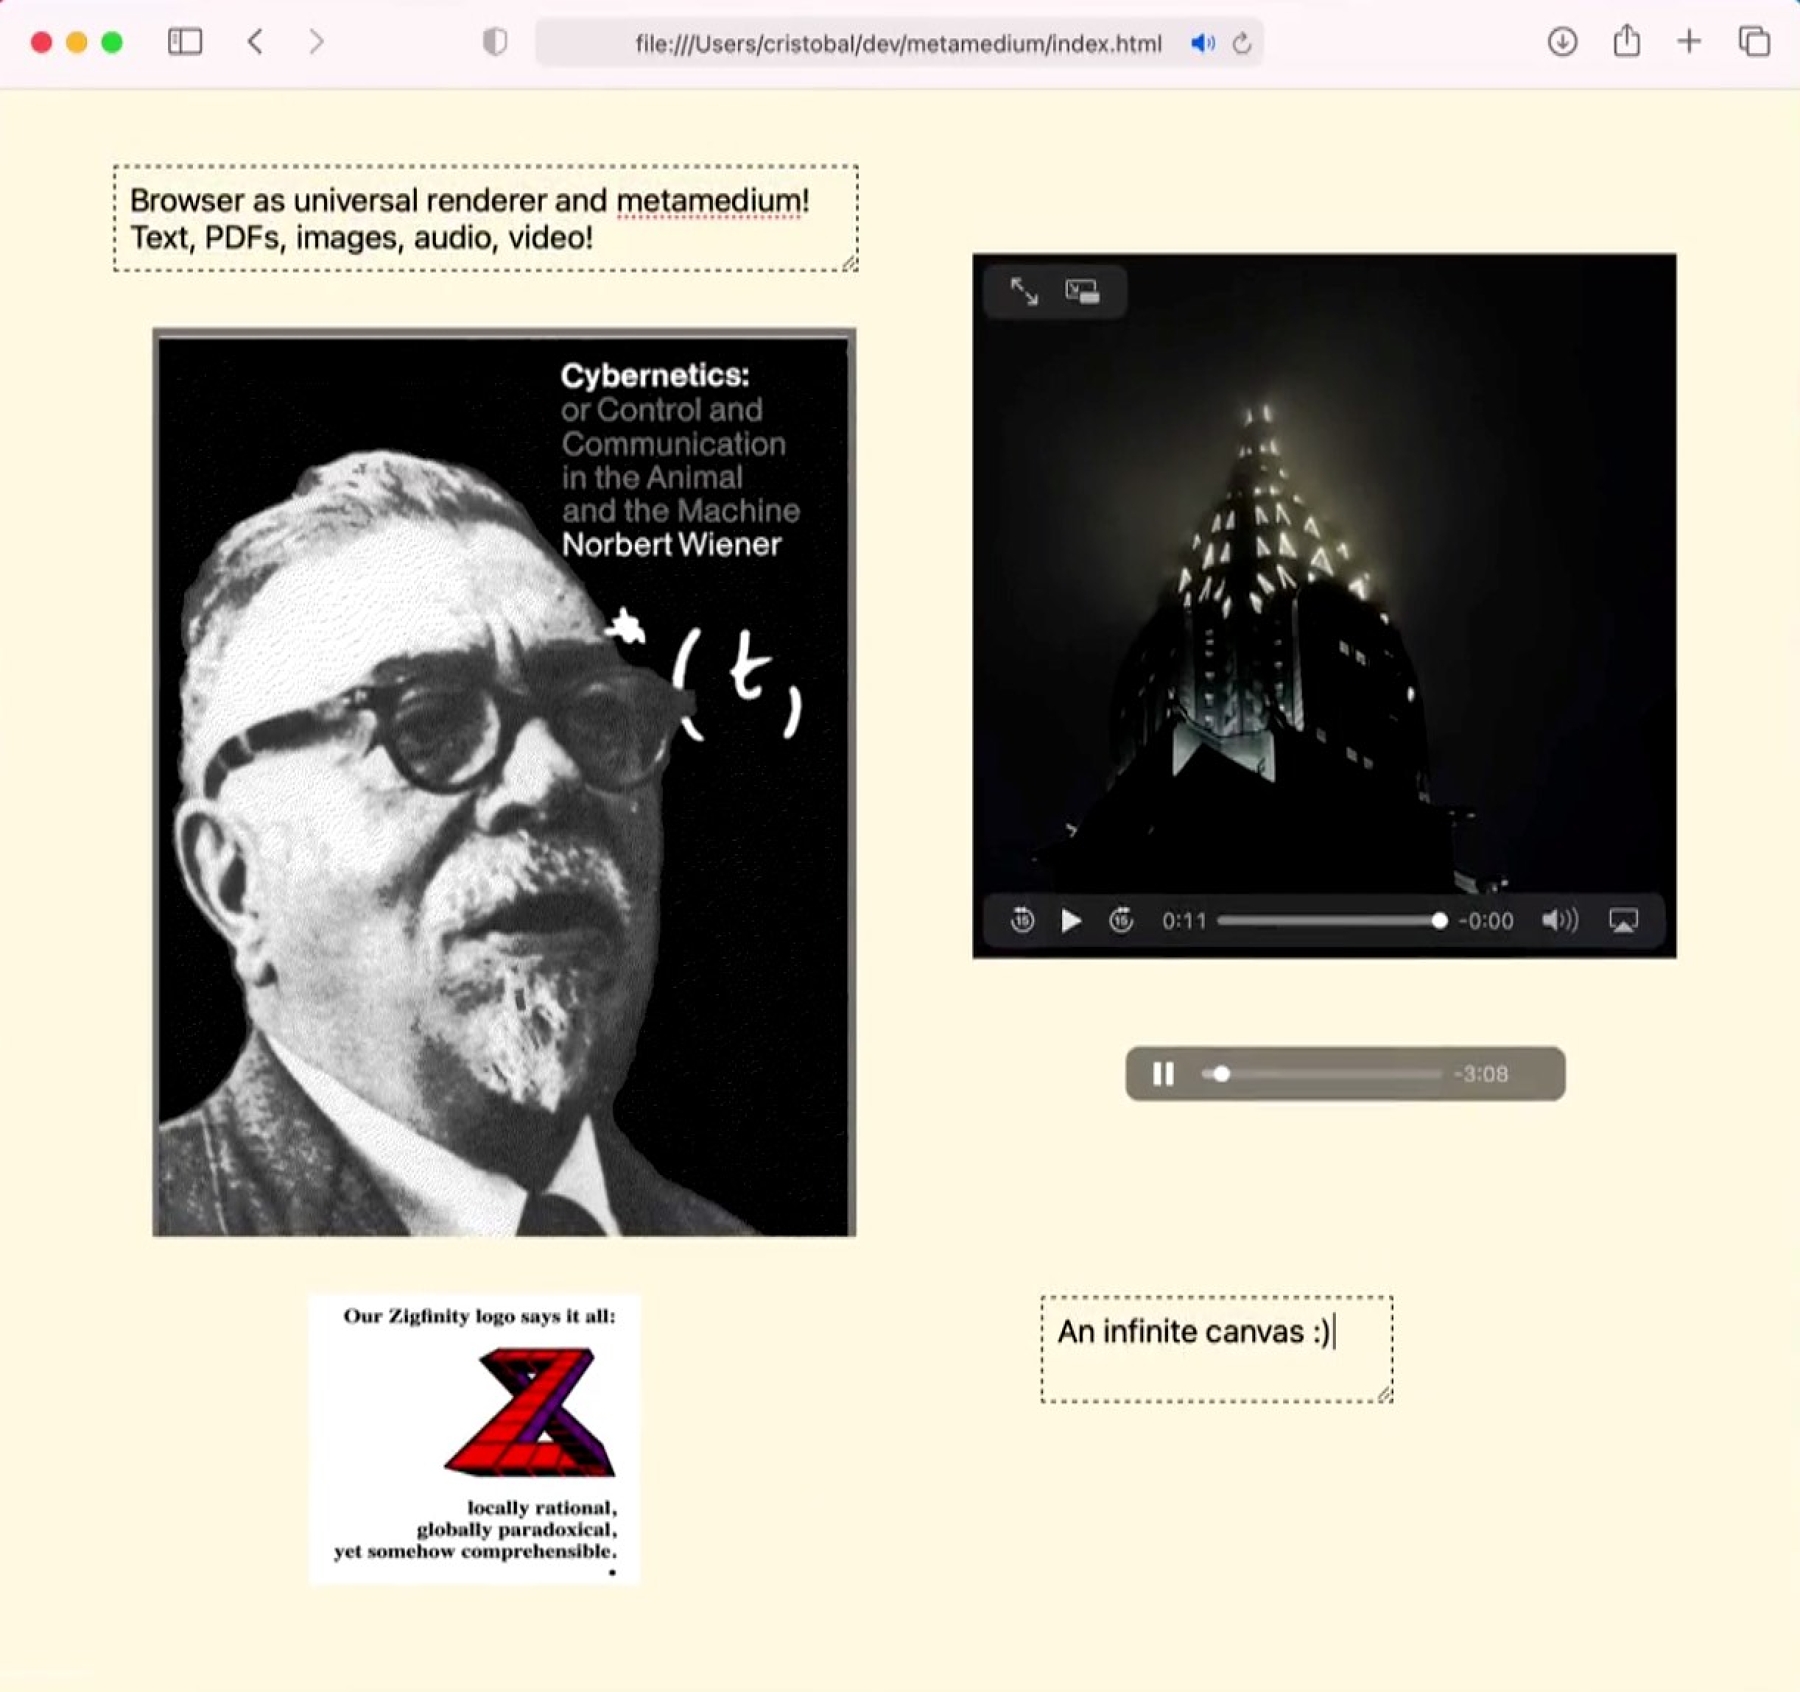 file:///Users/cristobal/dev/metamedium/index.html
Browser as universal renderer and metamedium!
Text, PDFs, images, audio, video!
Cybernetics:
or Control and
Communication
in the Animal
and the Machine
Norbert Wiener
(t,
15
15
0:11
-0:00
-3:08
Our Zigfinity logo says it all:
locally rational,
globally paradoxical,
yet somehow comprehensible.
An infinite canvas :)